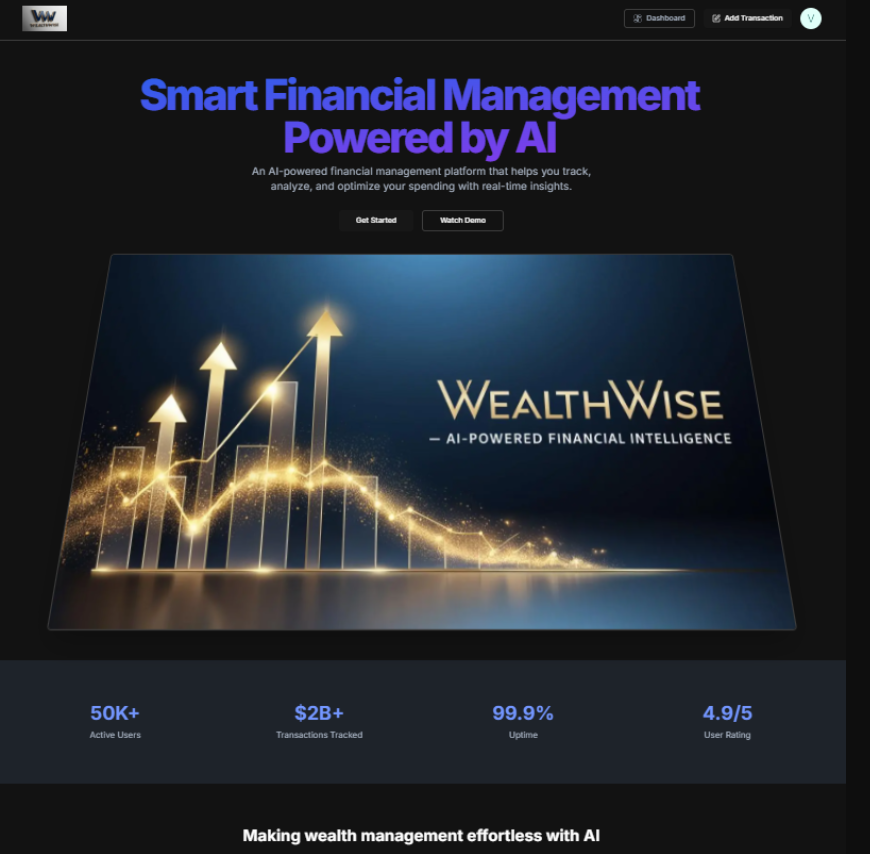 W
WEALTHWISE
Dashboard
Add Transaction
V
Smart Financial Management
Powered by AI
An AI-powered financial management platform that helps you track,
analyze, and optimize your spending with real-time insights.
Get Started
Watch Demo
WEALTHWISE
– AI-POWERED FINANCIAL INTELLIGENCE
50K+
$2B+
99.9%
4.9/5
Active Users
Transactions Tracked
Uptime
User Rating
Making wealth management effortless with AI